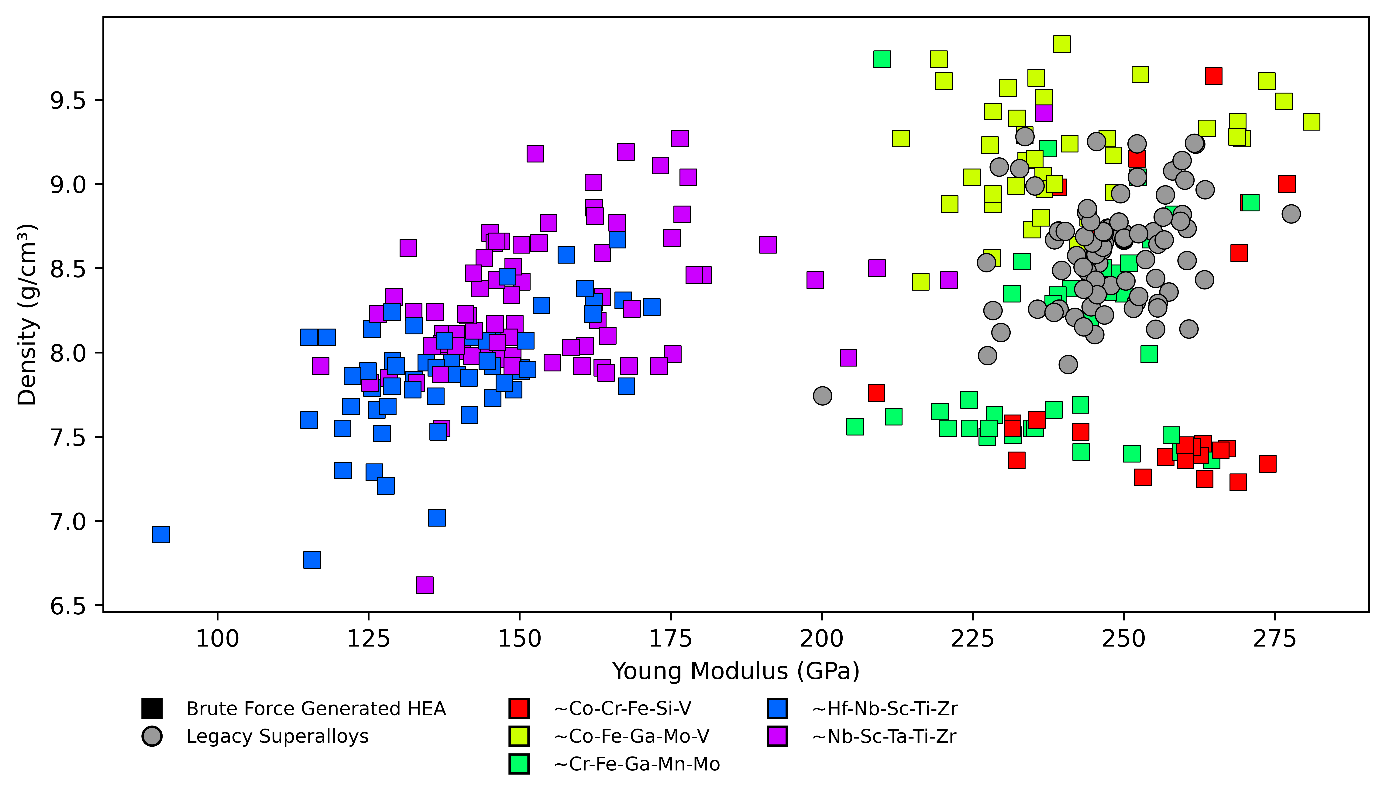 9.5
9.0
8.5
8.0
7.5
7.0
6.5
Density (g/cm³)
100 125 150 175 200 225 250 275
Young Modulus (GPa)
Brute Force Generated HEA
Legacy Superalloys
~Co-Cr-Fe-Si-V
~Co-Fe-Ga-Mo-V
~Cr-Fe-Ga-Mn-Mo
~Hf-Nb-Sc-Ti-Zr
~Nb-Sc-Ta-Ti-Zr